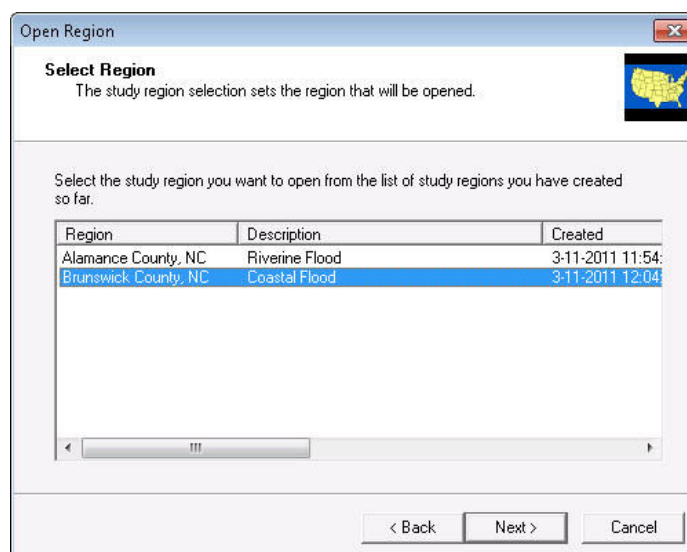 Open Region
Select Region
The study region selection sets the region that will be opened.
Select the study region you want to open from the list of study regions you have created
so far.
Region Description Created
Alamance County, NC Riverine Flood 3-11-2011 11:54:
Brunswick County, NC Coastal Flood 3-11-2011 12:04:
< Back Next > Cancel